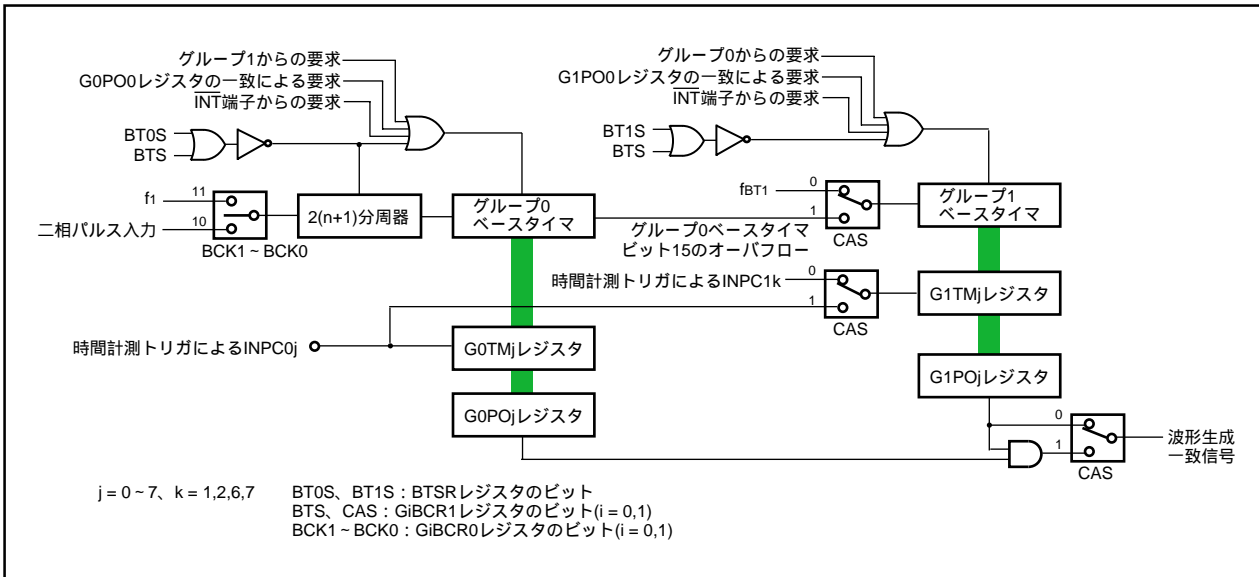 グループ1からの要求
G0PO0レジスタの一致による要求
INT端子からの要求
BT0S
BTS
f1
11
二相パルス入力
10
BCK1 ~ BCK0
2(n+1)分周器
グループ0
ベースタイマ
グループ0からの要求
G1PO0レジスタの一致による要求
INT端子からの要求
BT1S
BTS
fBT1
0
1
CAS
グループ1
ベースタイマ
グループ0ベースタイマ
ビット15のオーバフロー
時間計測トリガによるINPC1k
0
1
CAS
G1TMjレジスタ
時間計測トリガによるINPC0j
G0TMjレジスタ
G1POjレジスタ
G0POjレジスタ
0
1
CAS
波形生成
一致信号
j = 0 ~ 7、k = 1,2,6,7
BT0S、BT1S : BTSRレジスタのビット
BTS、CAS : GiBCR1レジスタのビット(i = 0,1)
BCK1 ~ BCK0 : GiBCR0レジスタのビット(i = 0,1)